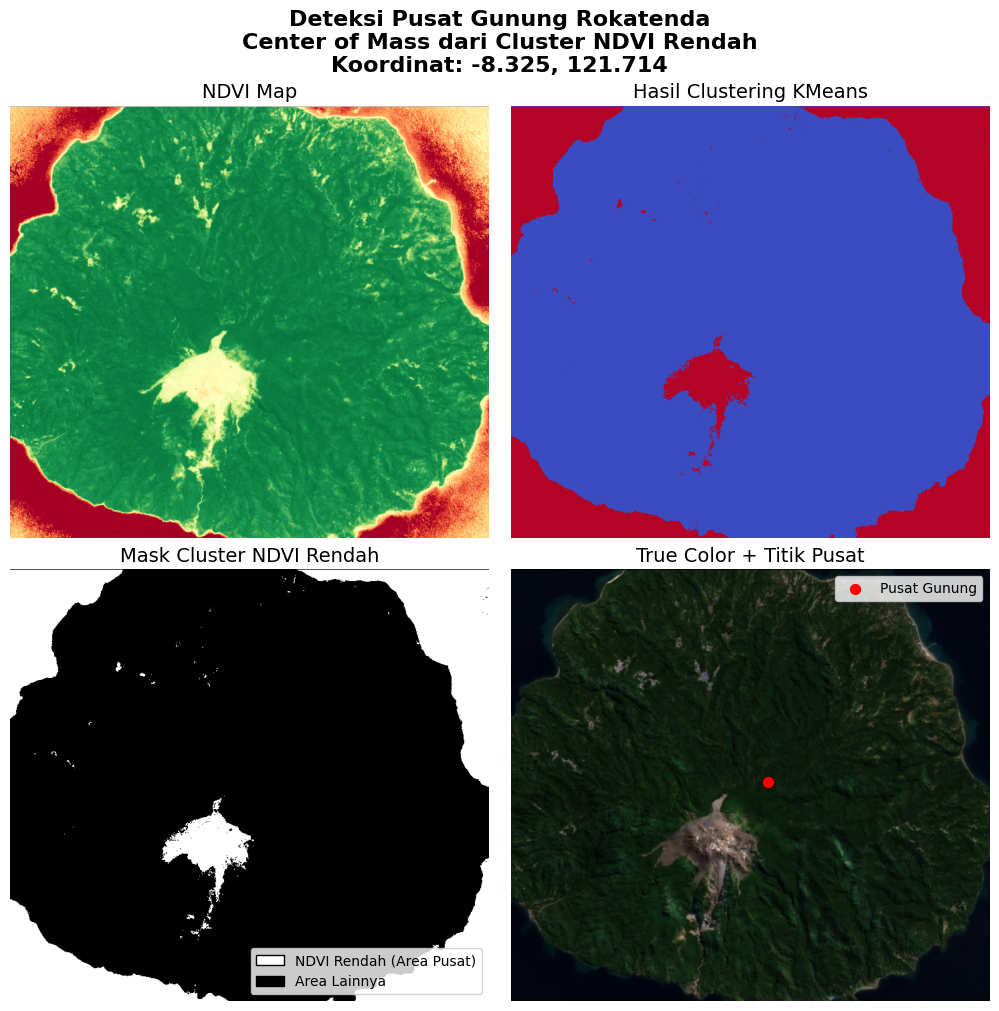 Deteksi Pusat Gunung Rokatenda
Center of Mass dari Cluster NDVI Rendah
Koordinat: -8.325, 121.714
NDVI Map
Hasil Clustering KMeans
Mask Cluster NDVI Rendah
NDVI Rendah (Area Pusat)
Area Lainnya
True Color + Titik Pusat
Pusat Gunung